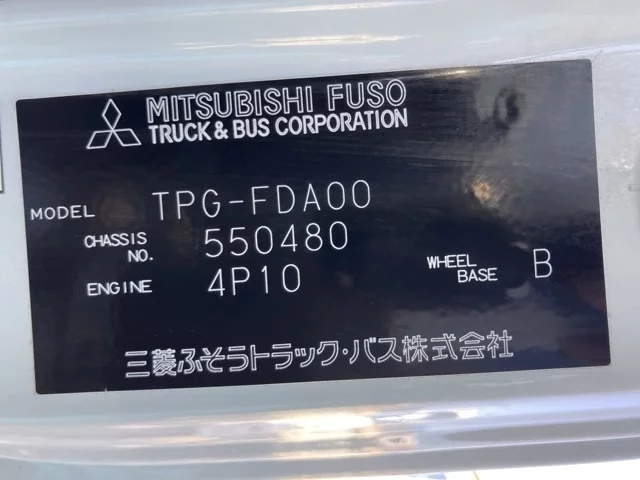 MITSUBISHI FUSO
TRUCK & BUS CORPORATION
MODEL TPG-FDA00
CHASSIS NO. 550480
ENGINE 4P10
WHEEL BASE B
三菱ふそうトラック・バス株式会社